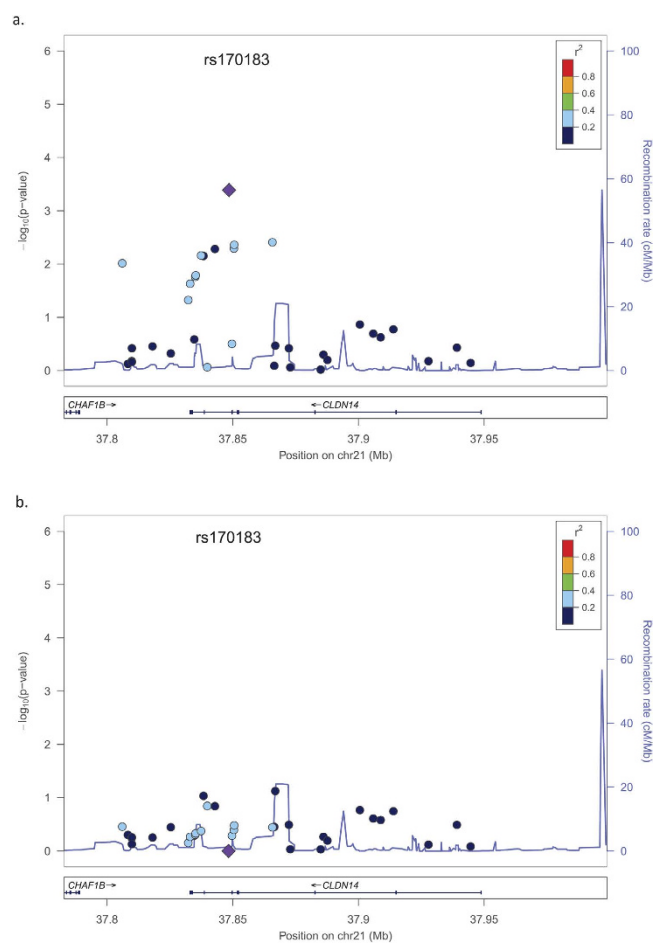 a.
rs170183
r²
0.8
0.6
0.4
0.2
6
5
4
3
2
1
0
−log10(p-value)
100
80
60
40
20
0
Recombination rate (cM/Mb)
CHAF1B→
←CLDN14
37.8 37.85 37.9 37.95
Position on chr21 (Mb)
b.
rs170183
r²
0.8
0.6
0.4
0.2
6
5
4
3
2
1
0
−log10(p-value)
100
80
60
40
20
0
Recombination rate (cM/Mb)
CHAF1B→
←CLDN14
37.8 37.85 37.9 37.95
Position on chr21 (Mb)